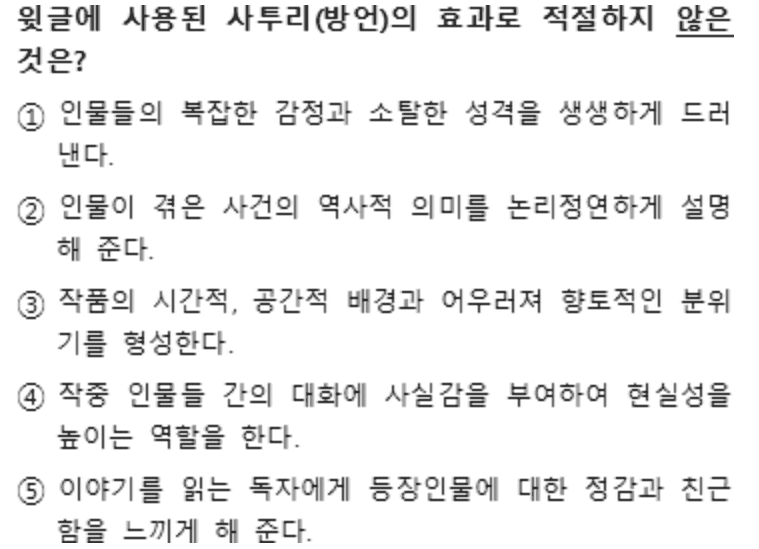 윗글에 사용된 사투리(방언)의 효과로 적절하지 않은
것은?
① 인물들의 복잡한 감정과 소탈한 성격을 생생하게 드러
낸다.
② 인물이 겪은 사건의 역사적 의미를 논리정연하게 설명
해 준다.
③ 작품의 시간적, 공간적 배경과 어우러져 향토적인 분위
기를 형성한다.
④ 작중 인물들 간의 대화에 사실감을 부여하여 현실성을
높이는 역할을 한다.
⑤ 이야기를 읽는 독자에게 등장인물에 대한 정감과 친근
함을 느끼게 해 준다.